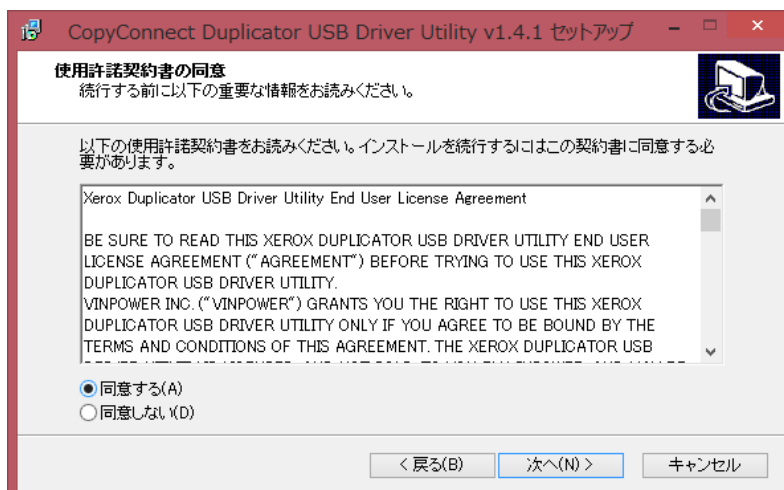 CopyConnect Duplicator USB Driver Utility v1.4.1 セットアップ
使用許諾契約書の同意
続行する前に以下の重要な情報をお読みください。
以下の使用許諾契約書をお読みください。インストールを続行するにはこの契約書に同意する必
要があります。
Xerox Duplicator USB Driver Utility End User License Agreement
BE SURE TO READ THIS XEROX DUPLICATOR USB DRIVER UTILITY END USER
LICENSE AGREEMENT ("AGREEMENT") BEFORE TRYING TO USE THIS XEROX
DUPLICATOR USB DRIVER UTILITY.
VINPOWER INC. ("VINPOWER") GRANTS YOU THE RIGHT TO USE THIS XEROX
DUPLICATOR USB DRIVER UTILITY ONLY IF YOU AGREE TO BE BOUND BY THE
TERMS AND CONDITIONS OF THIS AGREEMENT. THE XEROX DUPLICATOR USB
同意する(A)
同意しない(D)
< 戻る(B)
次へ(N) >
キャンセル